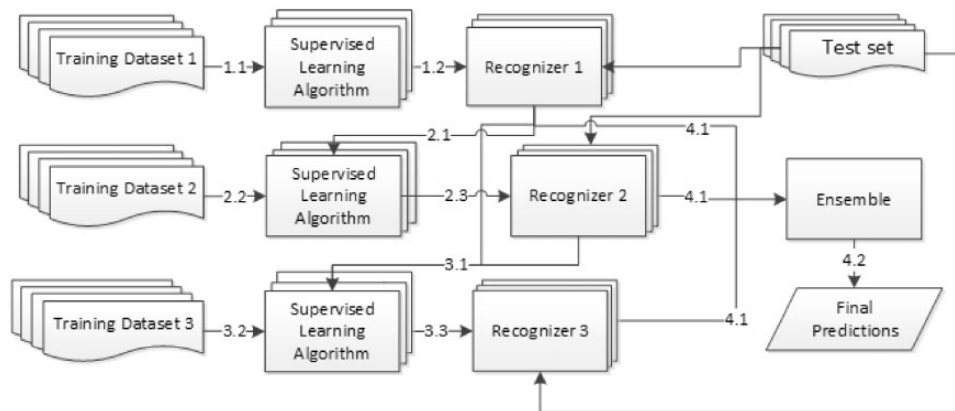 Training Dataset 1
1.1
Supervised
Learning
Algorithm
1.2
Recognizer 1
Test set
2.1
4.1
Training Dataset 2
2.2
Supervised
Learning
Algorithm
2.3
Recognizer 2
4.1
Ensemble
3.1
4.2
Training Dataset 3
3.2
Supervised
Learning
Algorithm
3.3
Recognizer 3
4.1
Final
Predictions